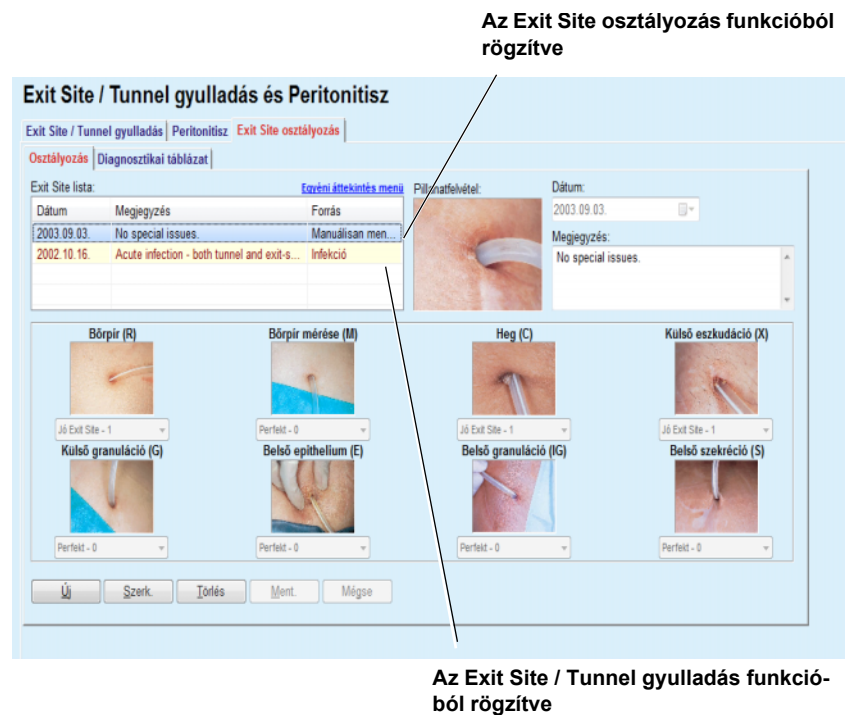 Az Exit Site osztályozás funkcióból
rögzítve
Exit Site / Tunnel gyulladás és Peritonitisz
Exit Site / Tunnel gyulladás Peritonitisz Exit Site osztályozás
Osztályozás Diagnosztikai táblázat
Exit Site lista: Egyéni áttekintés menü Pillanatfelvétel: Dátum:
Dátum Megjegyzés Forrás
2003.09.03.
2003.09.03. No special issues. Manuálisan men...
Megjegyzés:
2002.10.16. Acute infection - both tunnel and exit-s... Infekció
No special issues.
Bőrpír (R) Bőrpír mérése (M) Heg (C) Külső eszkudáció (X)
Jó Exit Site - 1 Perfekt - 0 Jó Exit Site - 1 Jó Exit Site - 1
Külső granuláció (G) Belső epithelium (E) Belső granuláció (IG) Belső szekréció (S)
Perfekt - 0 Perfekt - 0 Perfekt - 0 Perfekt - 0
Új Szerk. Törlés Ment. Mégse
Az Exit Site / Tunnel gyulladás funkció-
ból rögzítve